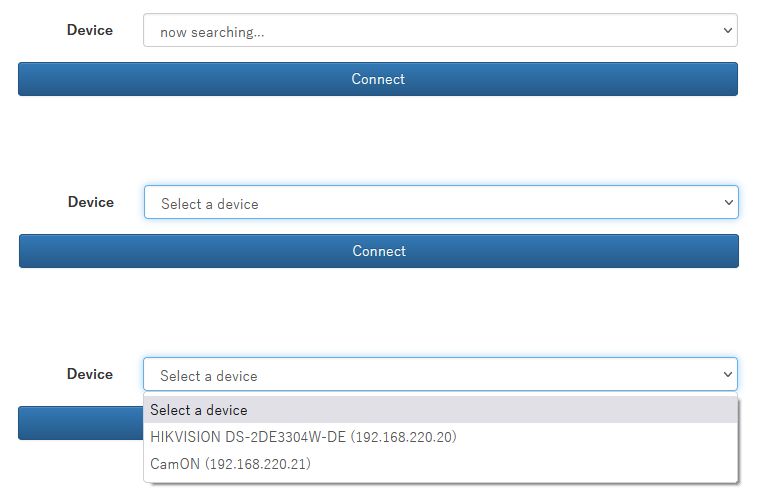 Device now searching...
Connect
Device Select a device
Connect
Device Select a device
Select a device
HIKVISION DS-2DE3304W-DE (192.168.220.20)
CamON (192.168.220.21)